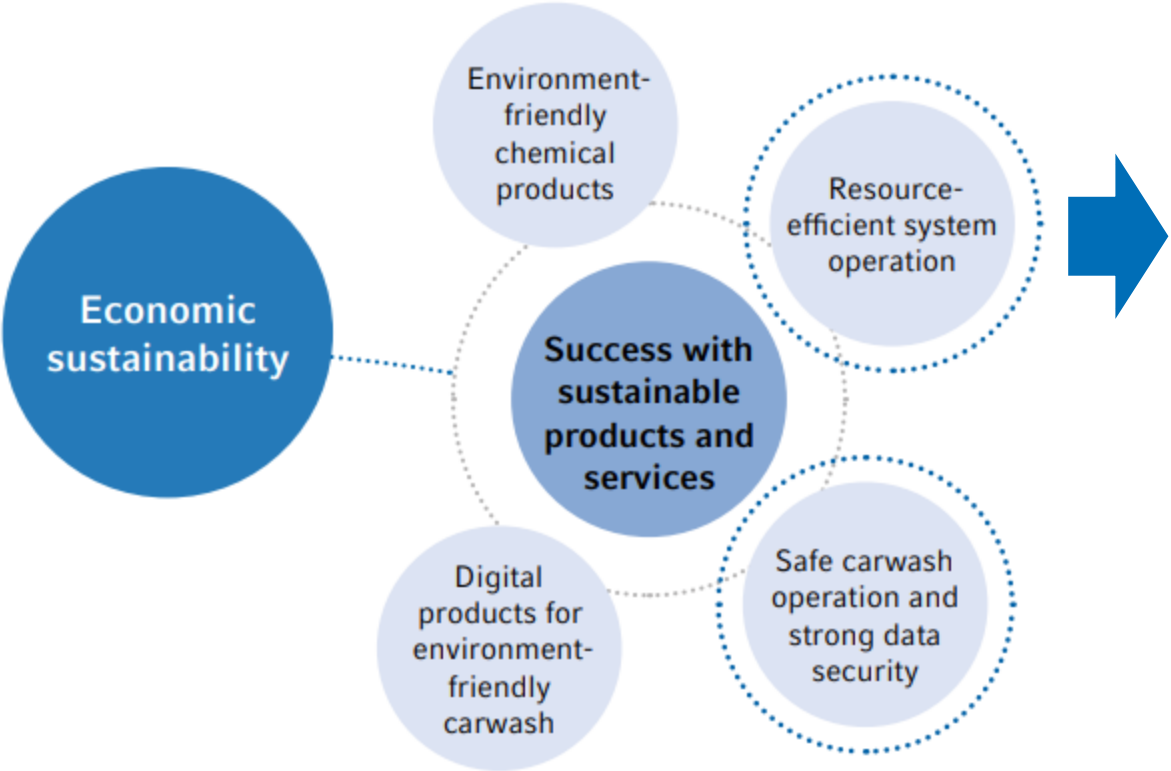 Environment-
friendly
chemical
products
Resource-
efficient system
operation
Economic
sustainability
Success with
sustainable
products and
services
Digital
products for
environment-
friendly
carwash
Safe carwash
operation and
strong data
security